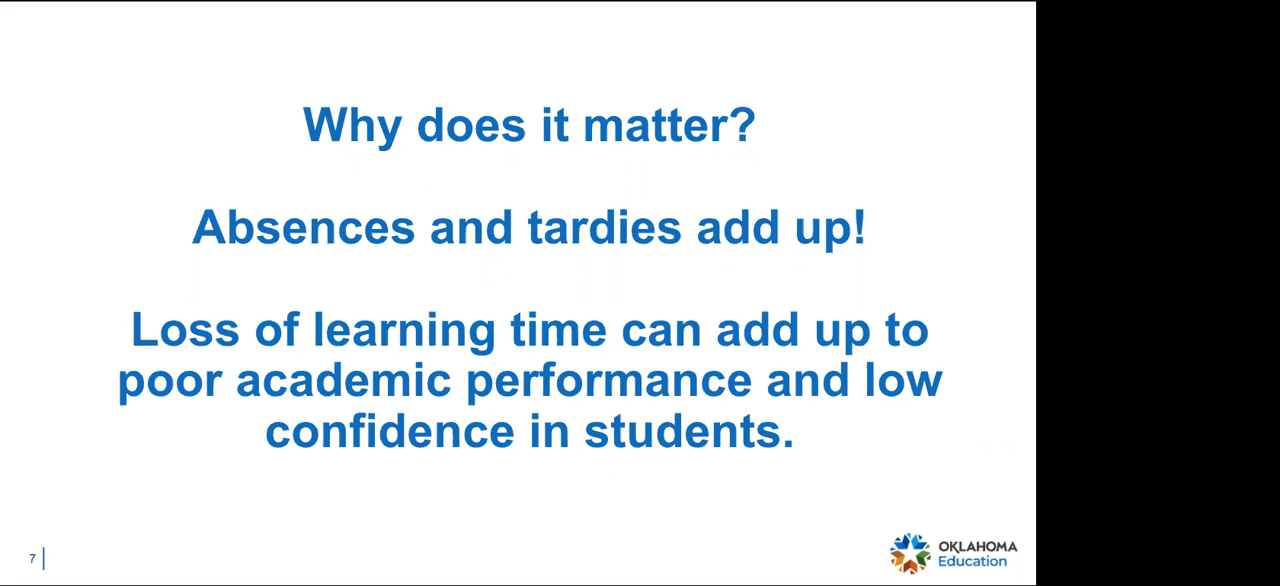 Why does it matter?
Absences and tardies add up!
Loss of learning time can add up to
poor academic performance and low
confidence in students.
7
OKLAHOMA
Education